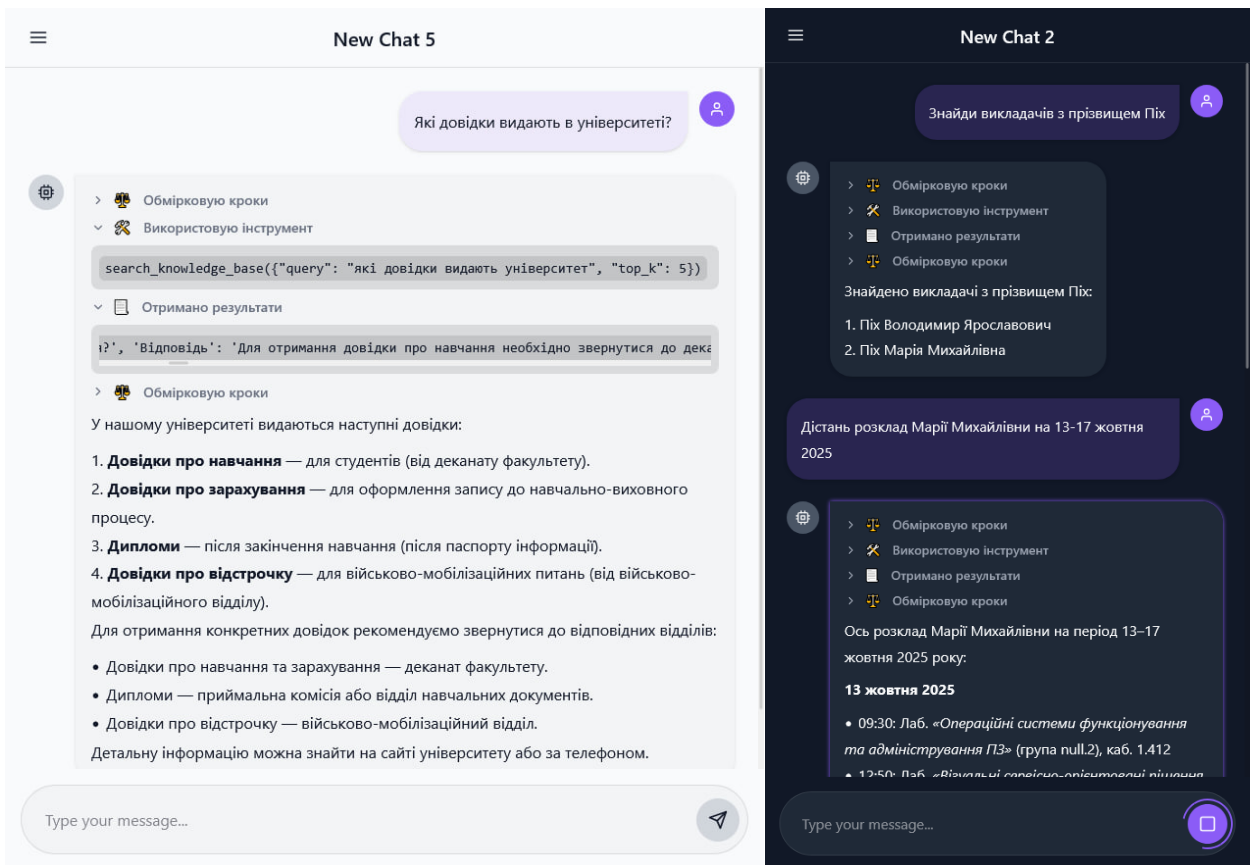 New Chat 5
Які довідки видають в університеті?
Обмірковую кроки
Використовую інструмент
search_knowledge_base({"query": "які довідки видають університет", "top_k": 5})
Отримано результати
?', 'Відповідь': 'Для отримання довідки про навчання необхідно звернутися до дека
Обмірковую кроки
У нашому університеті видаються наступні довідки:
1. Довідки про навчання — для студентів (від деканату факультету).
2. Довідки про зарахування — для оформлення запису до навчально-виховного
процесу.
3. Дипломи — після закінчення навчання (після паспорту інформації).
4. Довідки про відстрочку — для військово-мобілізаційних питань (від військово-
мобілізаційного відділу).
Для отримання конкретних довідок рекомендуємо звернутися до відповідних відділів:
• Довідки про навчання та зарахування — деканат факультету.
• Дипломи — приймальна комісія або відділ навчальних документів.
• Довідки про відстрочку — військово-мобілізаційний відділ.
Детальну інформацію можна знайти на сайті університету або за телефоном.
Type your message...
New Chat 2
Знайди викладачів з прізвищем Піх
Обмірковую кроки
Використовую інструмент
Отримано результати
Обмірковую кроки
Знайдено викладачі з прізвищем Піх:
1. Піх Володимир Ярославович
2. Піх Марія Михайлівна
Дістань розклад Марії Михайлівни на 13-17 жовтня
2025
Обмірковую кроки
Використовую інструмент
Отримано результати
Обмірковую кроки
Ось розклад Марії Михайлівни на період 13–17
жовтня 2025 року:
13 жовтня 2025
• 09:30: Лаб. «Операційні системи функціонування
та адміністрування ПЗ» (група null.2), каб. 1.412
• 12:50: Лаб. «Візуальні сервісно-орієнтовані рішення
Type your message...